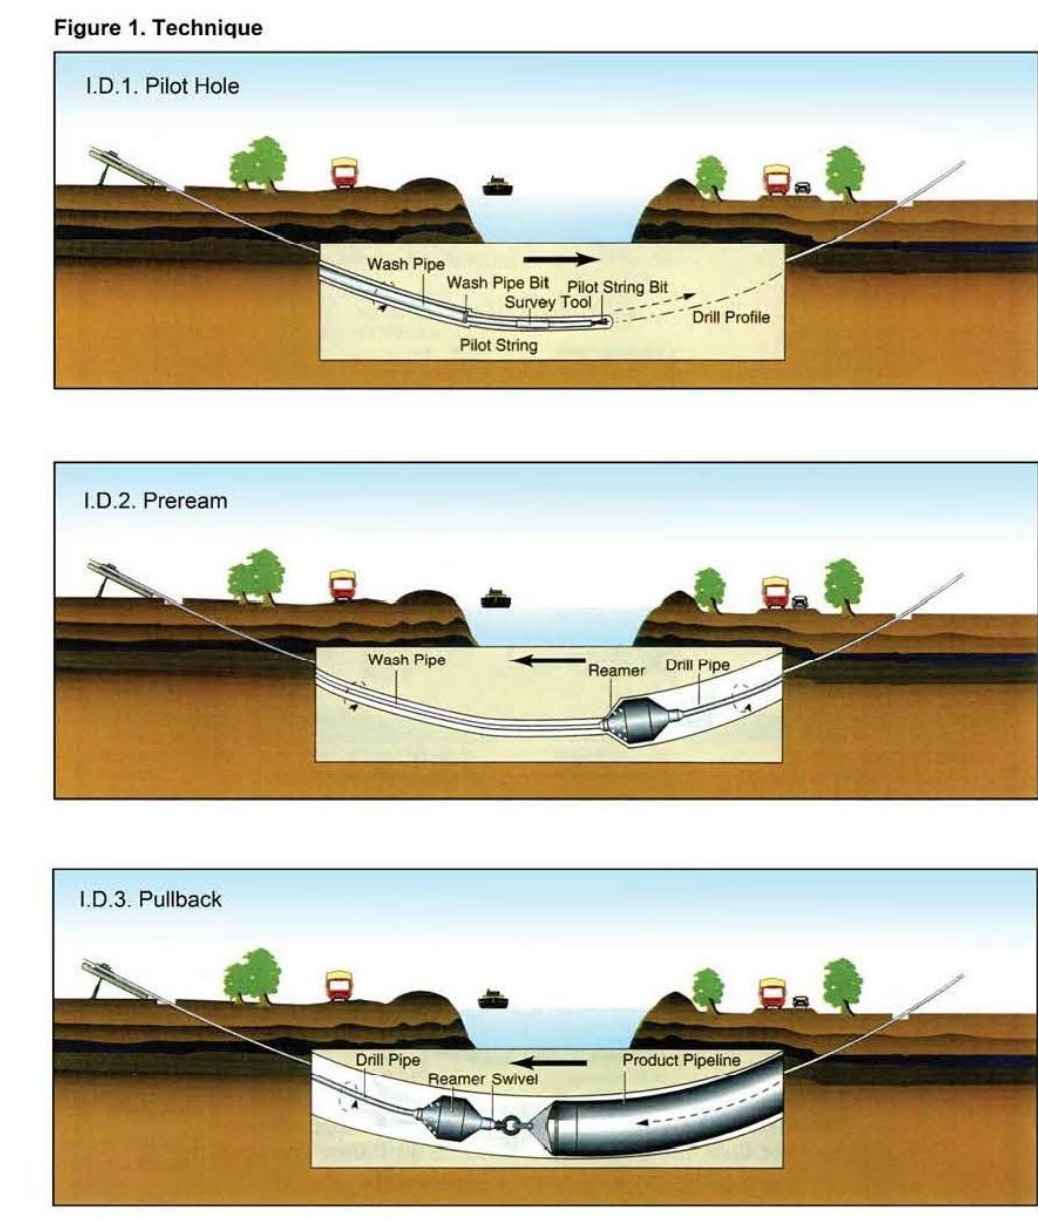 Figure 1. Technique
I.D.1. Pilot Hole
Wash Pipe
Wash Pipe Bit
Pilot String Bit
Survey Tool
Drill Profile
Pilot String
I.D.2. Preream
Wash Pipe
Reamer
Drill Pipe
I.D.3. Pullback
Drill Pipe
Product Pipeline
Reamer Swivel